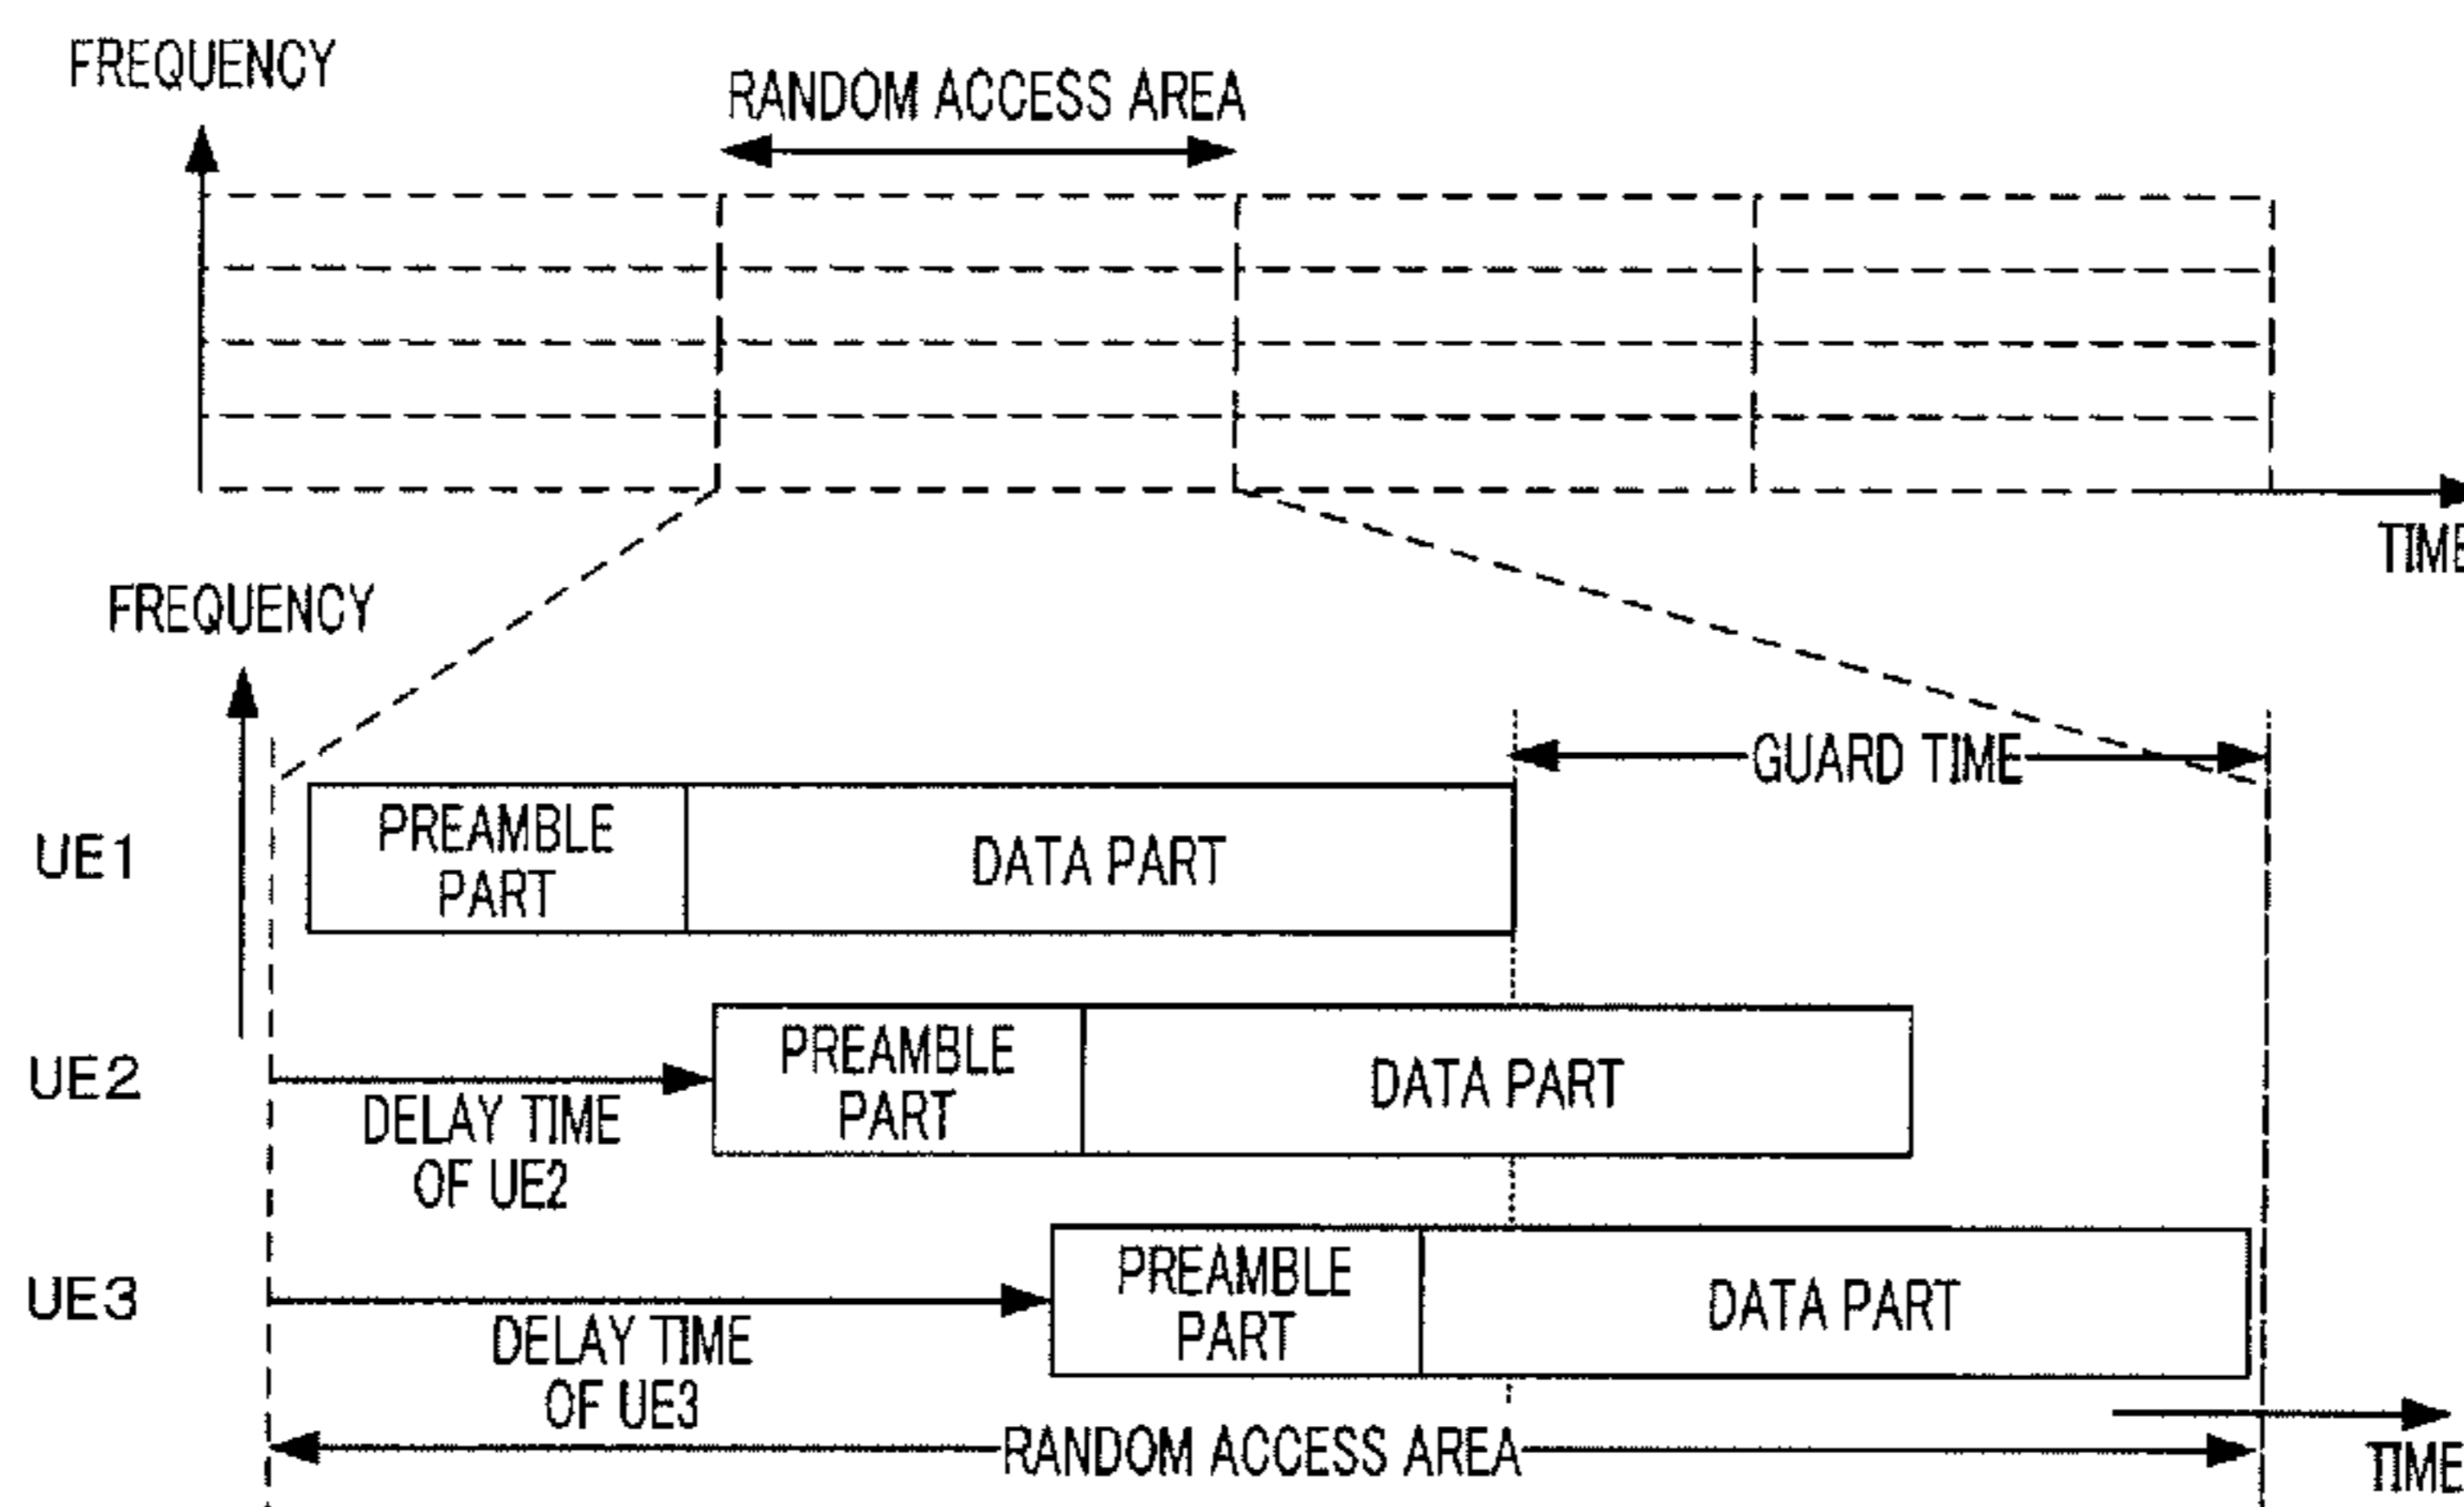 FREQUENCY
RANDOM ACCESS AREA
TIME
FREQUENCY
GUARD TIME
UE1
PREAMBLE
PART
DATA PART
UE2
DELAY TIME
OF UE2
PREAMBLE
PART
DATA PART
UE3
DELAY TIME
OF UE3
PREAMBLE
PART
DATA PART
RANDOM ACCESS AREA
TIME